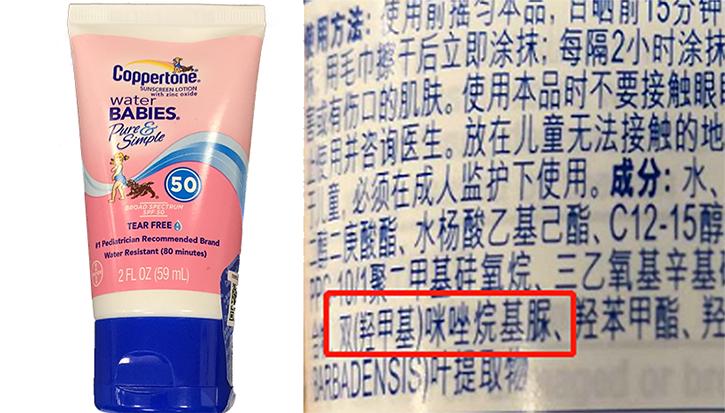 Coppertone®
SUNSCREEN LOTION
with zinc oxide
water
BABIES®
Pure &
Simple
50
BROAD SPECTRUM
SPF 50
TEAR FREE
#1 Pediatrician Recommended Brand
Water Resistant (80 minutes)
BAYER
2 FL OZ (59 mL)
使用方法：使用前摇匀本品，日晒前15分钟
用毛巾擦干后立即涂抹；每隔2小时涂抹
或有伤口的肌肤。使用本品时不要接触眼
使用并咨询医生。放在儿童无法接触的地
儿童，必须在成人监护下使用。成分：水、
二庚酸酯、水杨酸乙基己酯、C12-15醇
18/1聚二甲基硅氧烷、三乙氧基辛基
双(羟甲基)咪唑烷基脲、羟苯甲酯、羟
BARBADENSIS)叶提取物